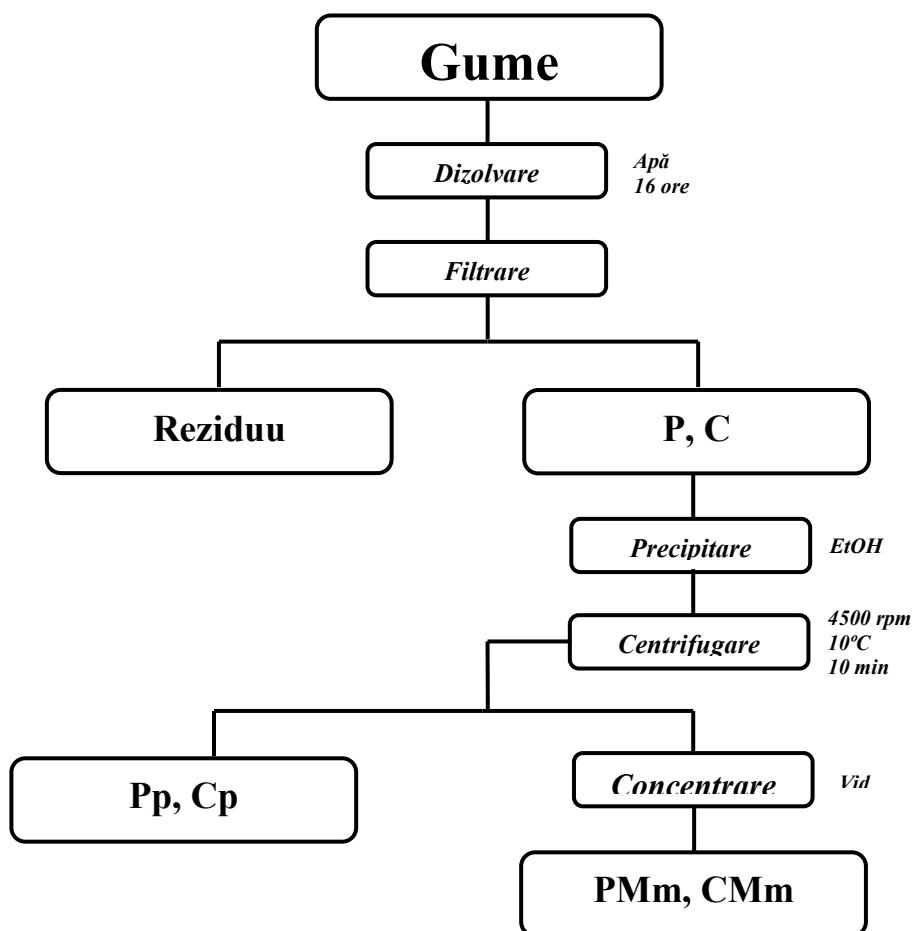 Gume
Dizolvare
Apă
16 ore
Filtrare
Reziduu
P, C
Precipitare
EtOH
Centrifugare
4500 rpm
10ºC
10 min
Pp, Cp
Concentrare
Vid
PMm, CMm